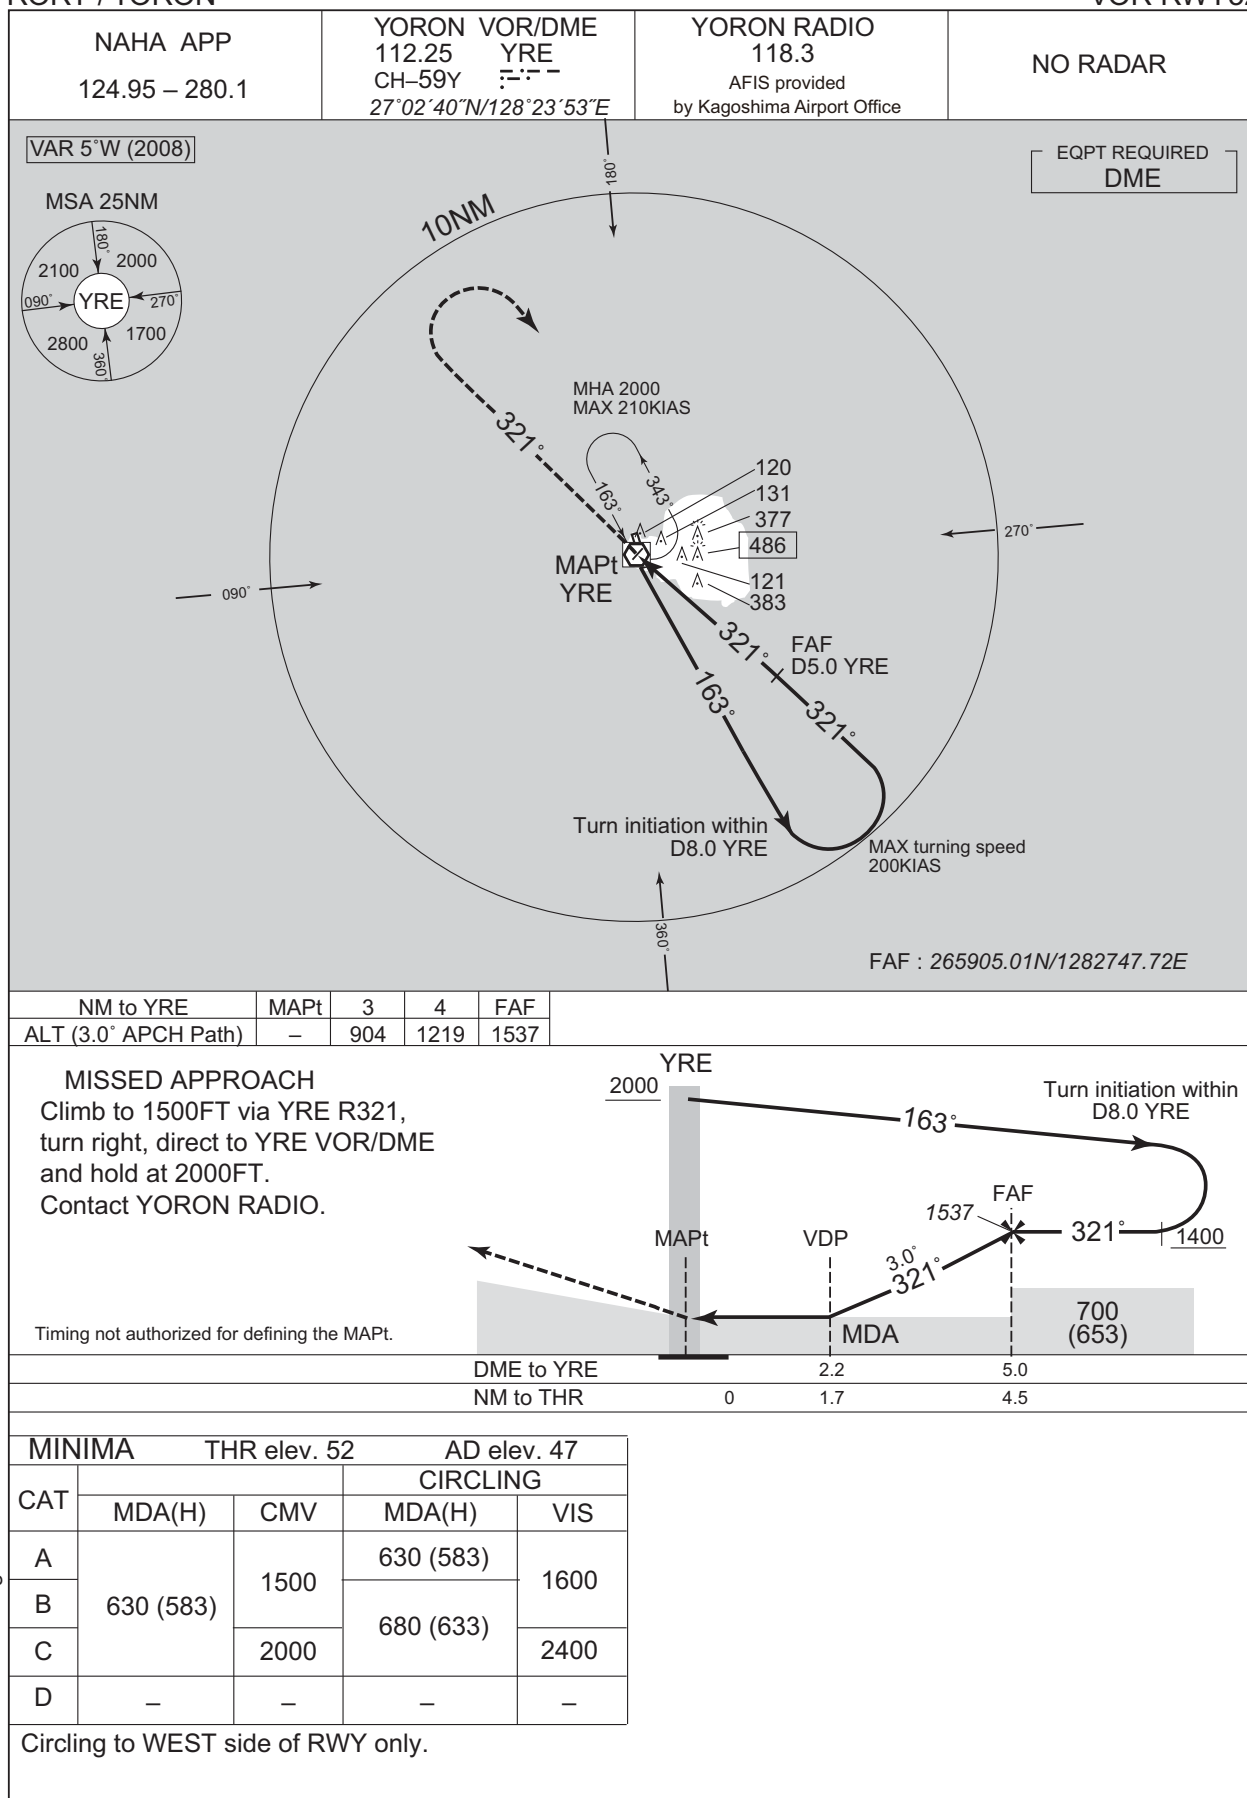 NAHA APP
124.95 – 280.1
YORON VOR/DME
112.25 YRE
CH–59Y
27°02´40˝N/128°23´53˝E
YORON RADIO
118.3
AFIS provided
by Kagoshima Airport Office
NO RADAR
VAR 5°W (2008)
EQPT REQUIRED
DME
MSA 25NM
180°
2100
2000
090°
YRE
270°
2800
1700
360°
180°
10NM
MHA 2000
MAX 210KIAS
321°
163°
343°
120
131
377
486
121
383
270°
090°
MAPt
YRE
321°
FAF
D5.0 YRE
163°
321°
Turn initiation within
D8.0 YRE
MAX turning speed
200KIAS
360°
FAF : 265905.01N/1282747.72E
NM to YRE MAPt 3 4 FAF
ALT (3.0° APCH Path) – 904 1219 1537
MISSED APPROACH
Climb to 1500FT via YRE R321,
turn right, direct to YRE VOR/DME
and hold at 2000FT.
Contact YORON RADIO.
YRE
2000
163°
Turn initiation within
D8.0 YRE
FAF
1537
321°
1400
MAPt
VDP
3.0°
321°
MDA
700
(653)
Timing not authorized for defining the MAPt.
DME to YRE 2.2 5.0
NM to THR 0 1.7 4.5
MINIMA THR elev. 52 AD elev. 47
CAT
CIRCLING
MDA(H) CMV MDA(H) VIS
A
630 (583)
1500
1600
B
630 (583)
680 (633)
C
2000
2400
D – – – –
Circling to WEST side of RWY only.